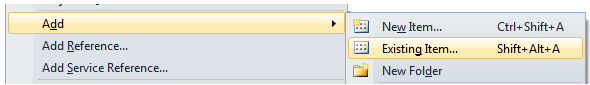 Add
Add Reference...
Add Service Reference...
New Item... Ctrl+Shift+A
Existing Item... Shift+Alt+A
New Folder